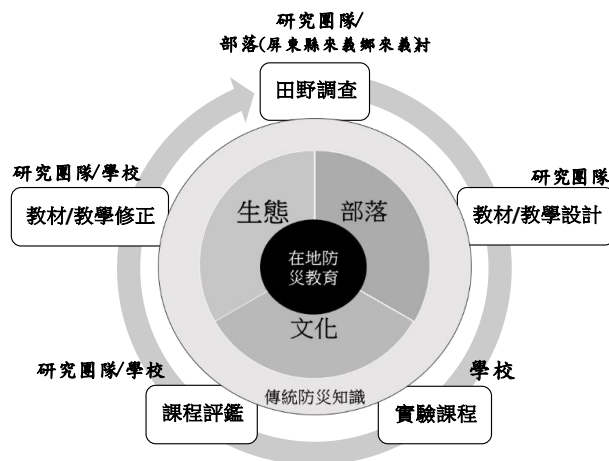 研究團隊/
部落(屏東縣來義鄉來義村
田野調查
研究團隊/學校
教材/教學修正
研究團隊
教材/教學設計
生態
部落
在地防
災教育
文化
傳統防災知識
研究團隊/學校
課程評鑑
學校
實驗課程